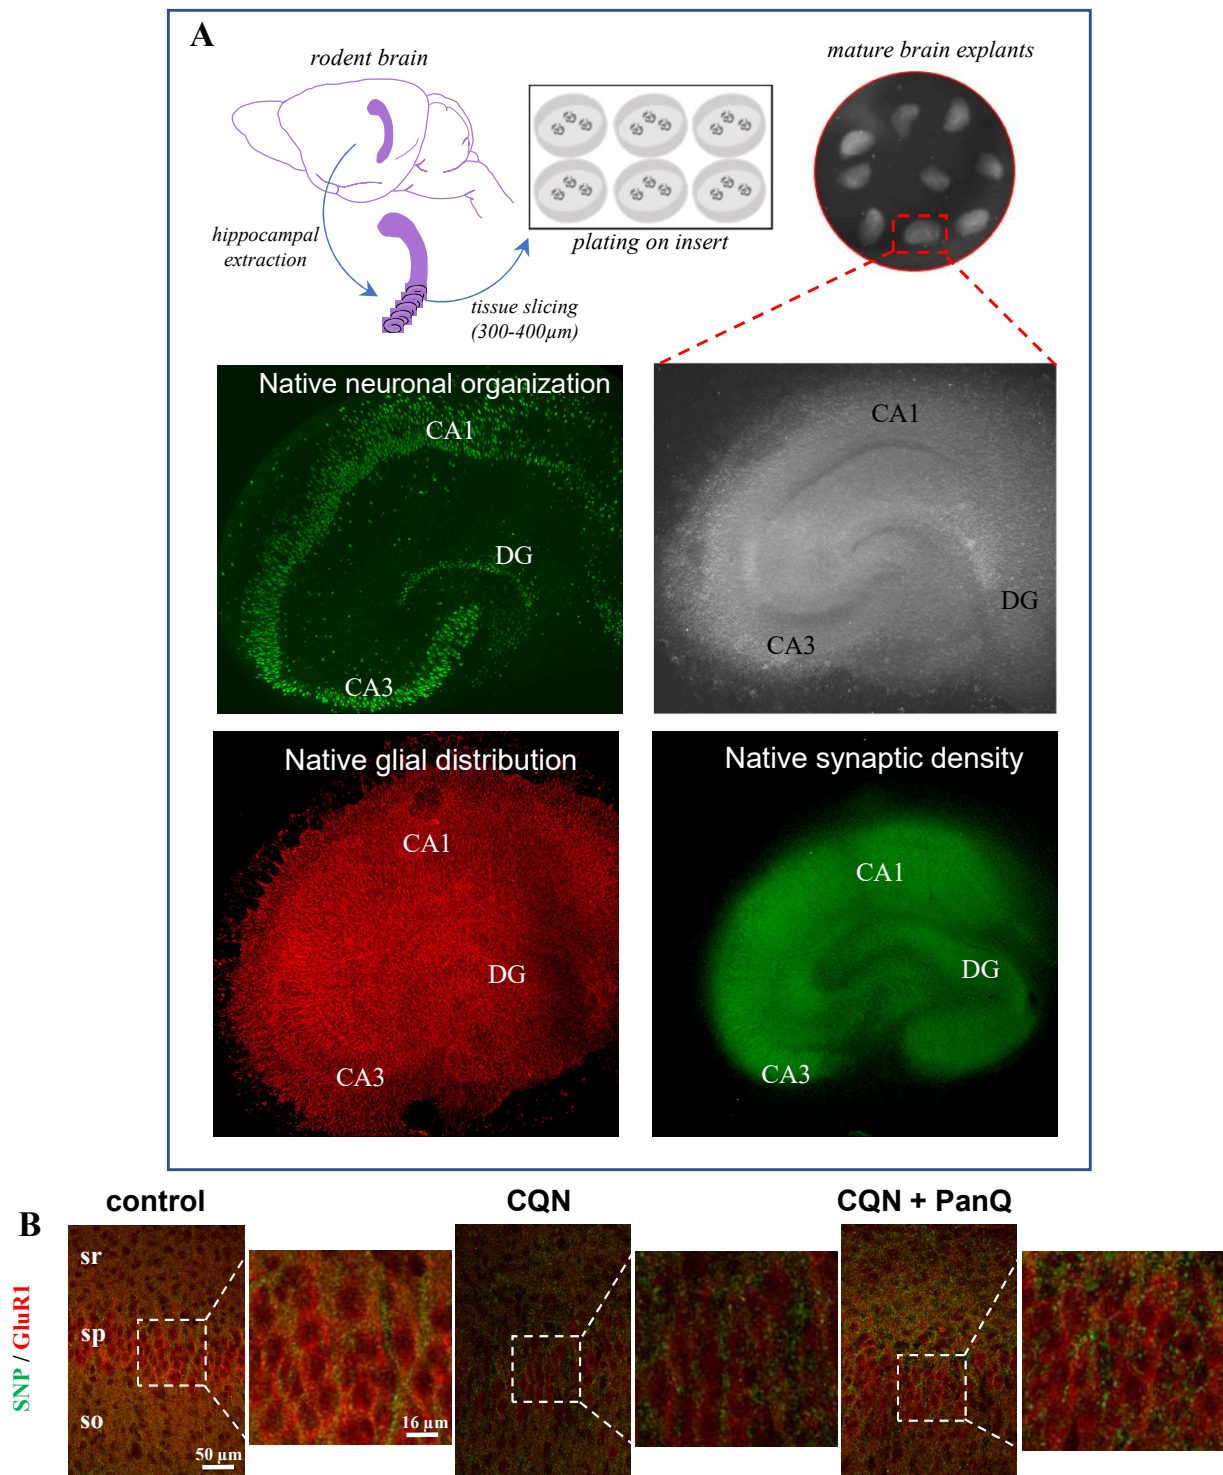 A
rodent brain
mature brain explants
hippocampal
extraction
plating on insert
tissue slicing
(300-400μm)
Native neuronal organization
CA1
DG
CA3
CA1
DG
CA3
Native glial distribution
CA1
DG
CA3
Native synaptic density
CA1
DG
CA3
B
control
CQN
CQN + PanQ
SNP / GluR1
sr
sp
so
50 μm
16 μm